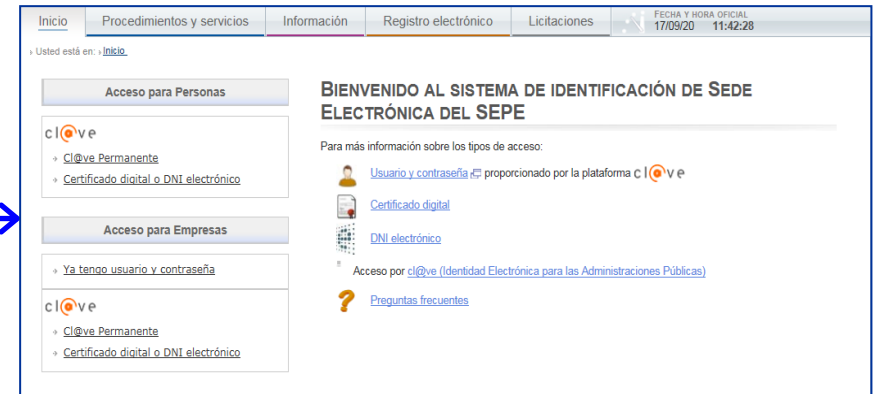 Inicio Procedimientos y servicios Información Registro electrónico Licitaciones FECHA Y HORA OFICIAL
17/09/20 11:42:28
Usted está en: Inicio
Acceso para Personas
cl@ve
Cl@ve Permanente
Certificado digital o DNI electrónico
Acceso para Empresas
Ya tengo usuario y contraseña
cl@ve
Cl@ve Permanente
Certificado digital o DNI electrónico
BIENVENIDO AL SISTEMA DE IDENTIFICACIÓN DE SEDE
ELECTRÓNICA DEL SEPE
Para más información sobre los tipos de acceso:
Usuario y contraseña proporcionado por la plataforma cl@ve
Certificado digital
DNI electrónico
Acceso por cl@ve (Identidad Electrónica para las Administraciones Públicas)
Preguntas frecuentes